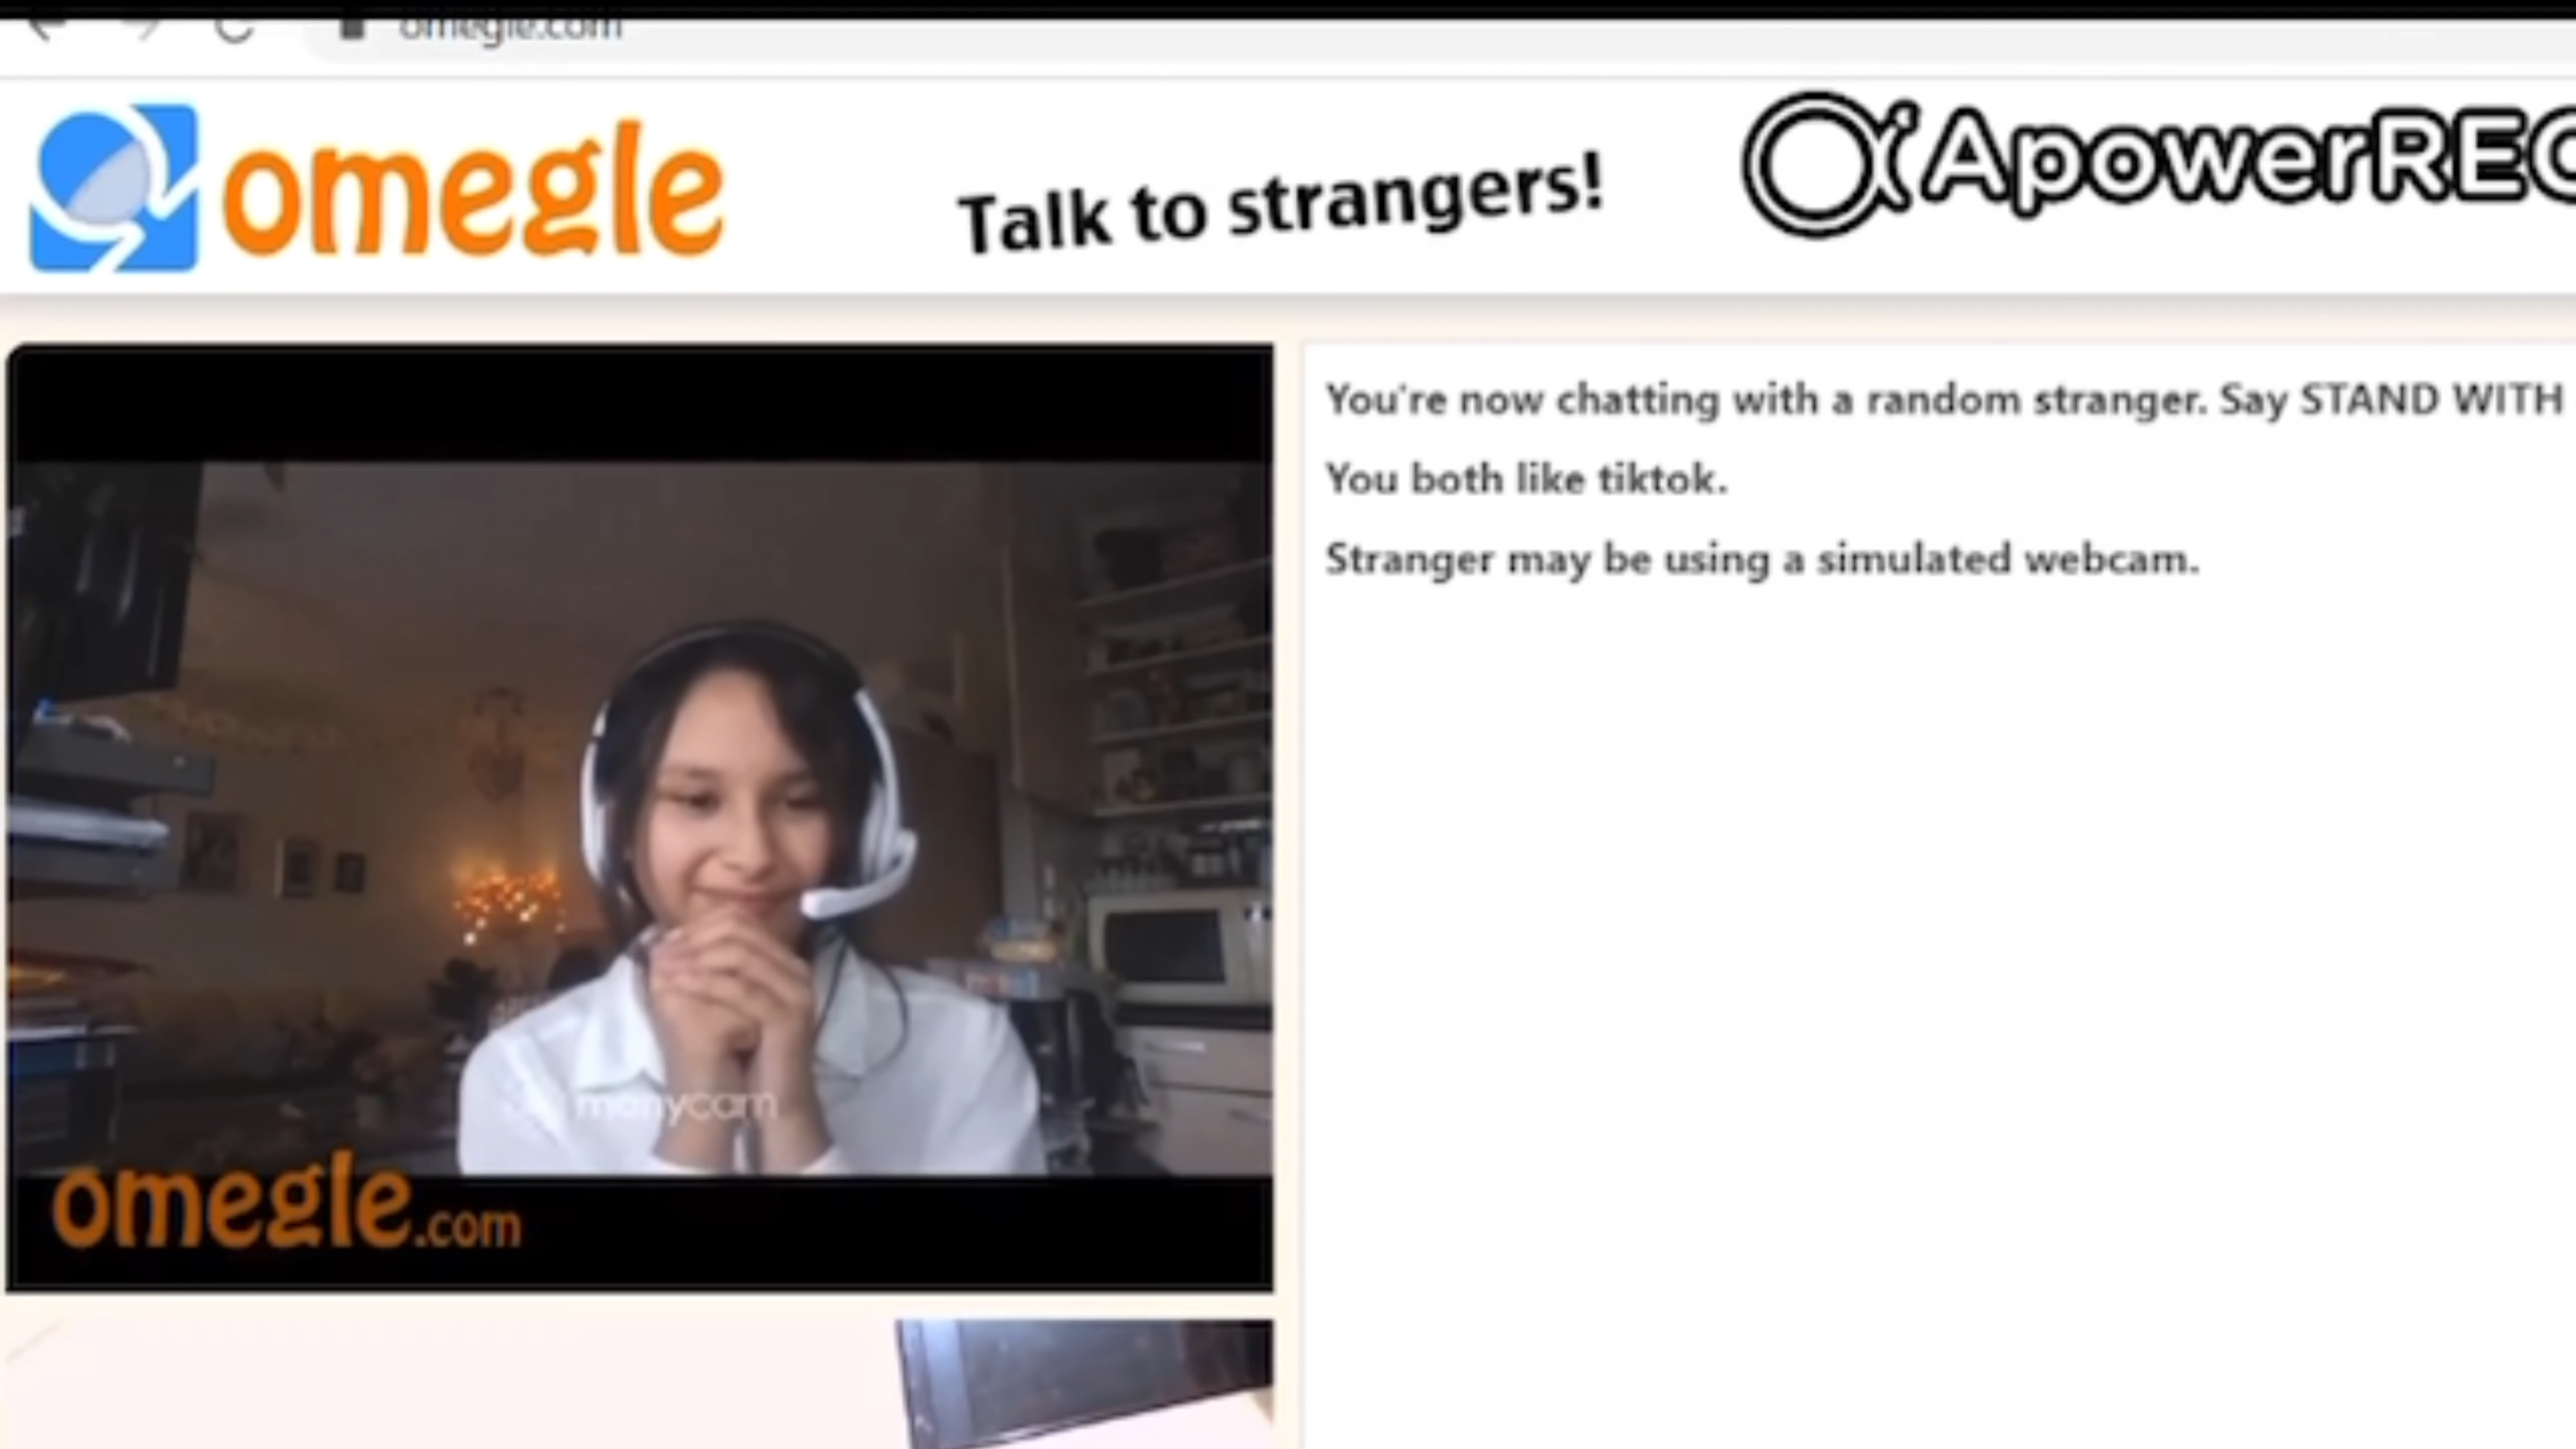 omegle.com
omegle
Talk to strangers!
ApowerREC
You're now chatting with a random stranger. Say STAND WITH
You both like tiktok.
Stranger may be using a simulated webcam.
manycam
omegle.com